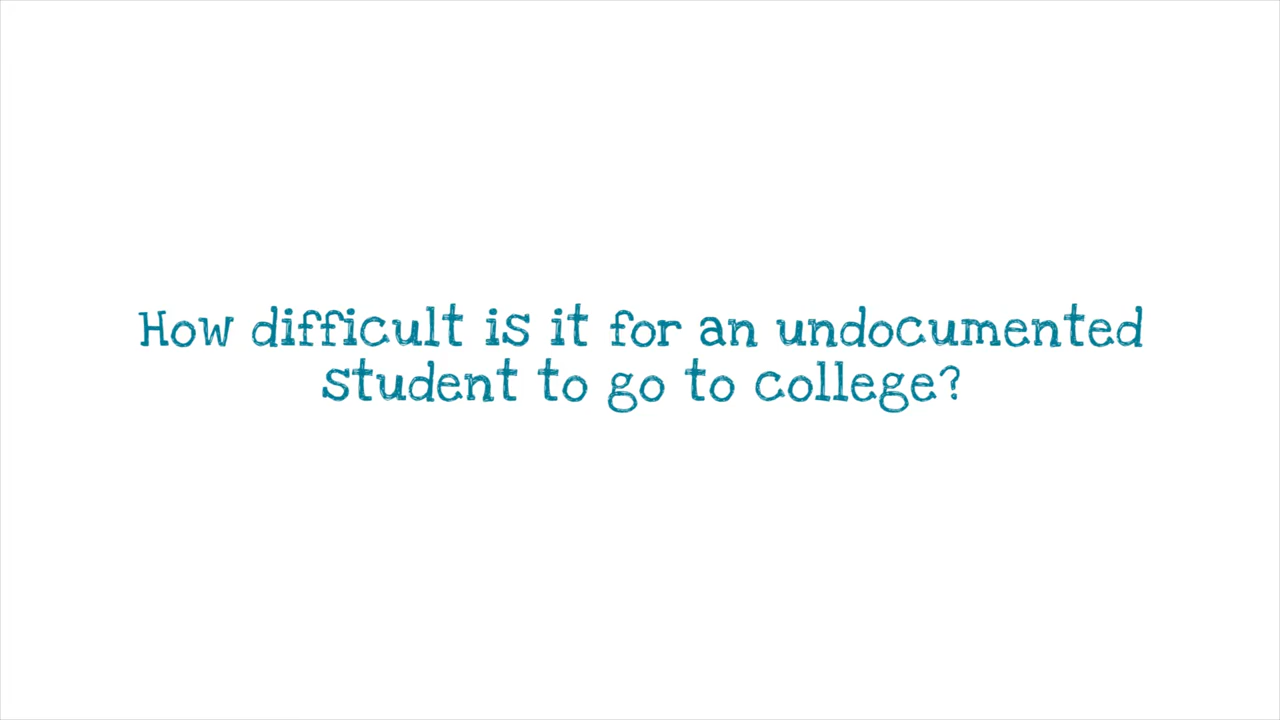 How difficult is it for an undocumented
student to go to college?